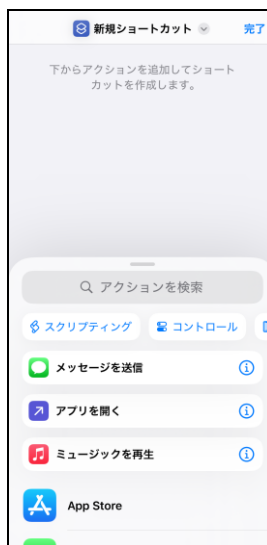 新規ショートカット
完了
下からアクションを追加してショート
カットを作成します。
アクションを検索
スクリプティング
コントロール
メッセージを送信
アプリを開く
ミュージックを再生
App Store